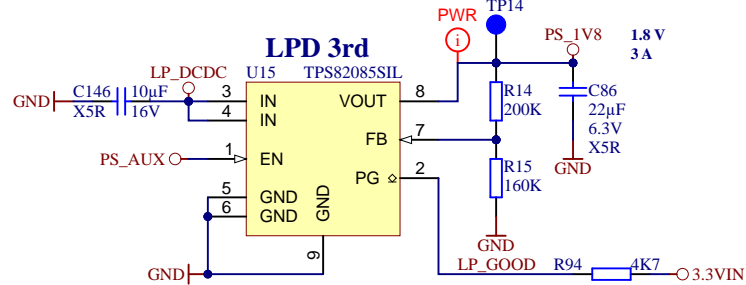 PWR
TP14
PS_1V8
1.8 V
3 A
LPD 3rd
LP_DCDC
U15
TPS82085SIL
GND
C146
10µF
X5R
16V
3
IN
4
IN
VOUT
8
R14
200K
C86
22µF
6.3V
X5R
GND
PS_AUX
1
EN
FB
7
PG
2
R15
160K
GND
5
GND
6
GND
GND
9
GND
LP_GOOD
R94
4K7
3.3VIN
i